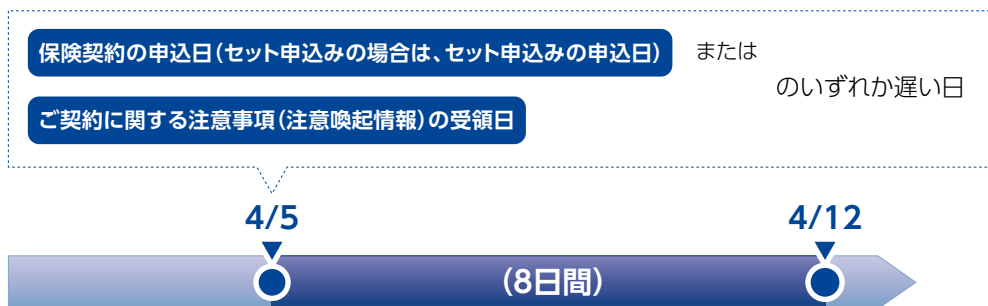 保険契約の申込日（セット申込みの場合は、セット申込みの申込日）
または
のいずれか遅い日
ご契約に関する注意事項（注意喚起情報）の受領日
4/5
4/12
（8日間）